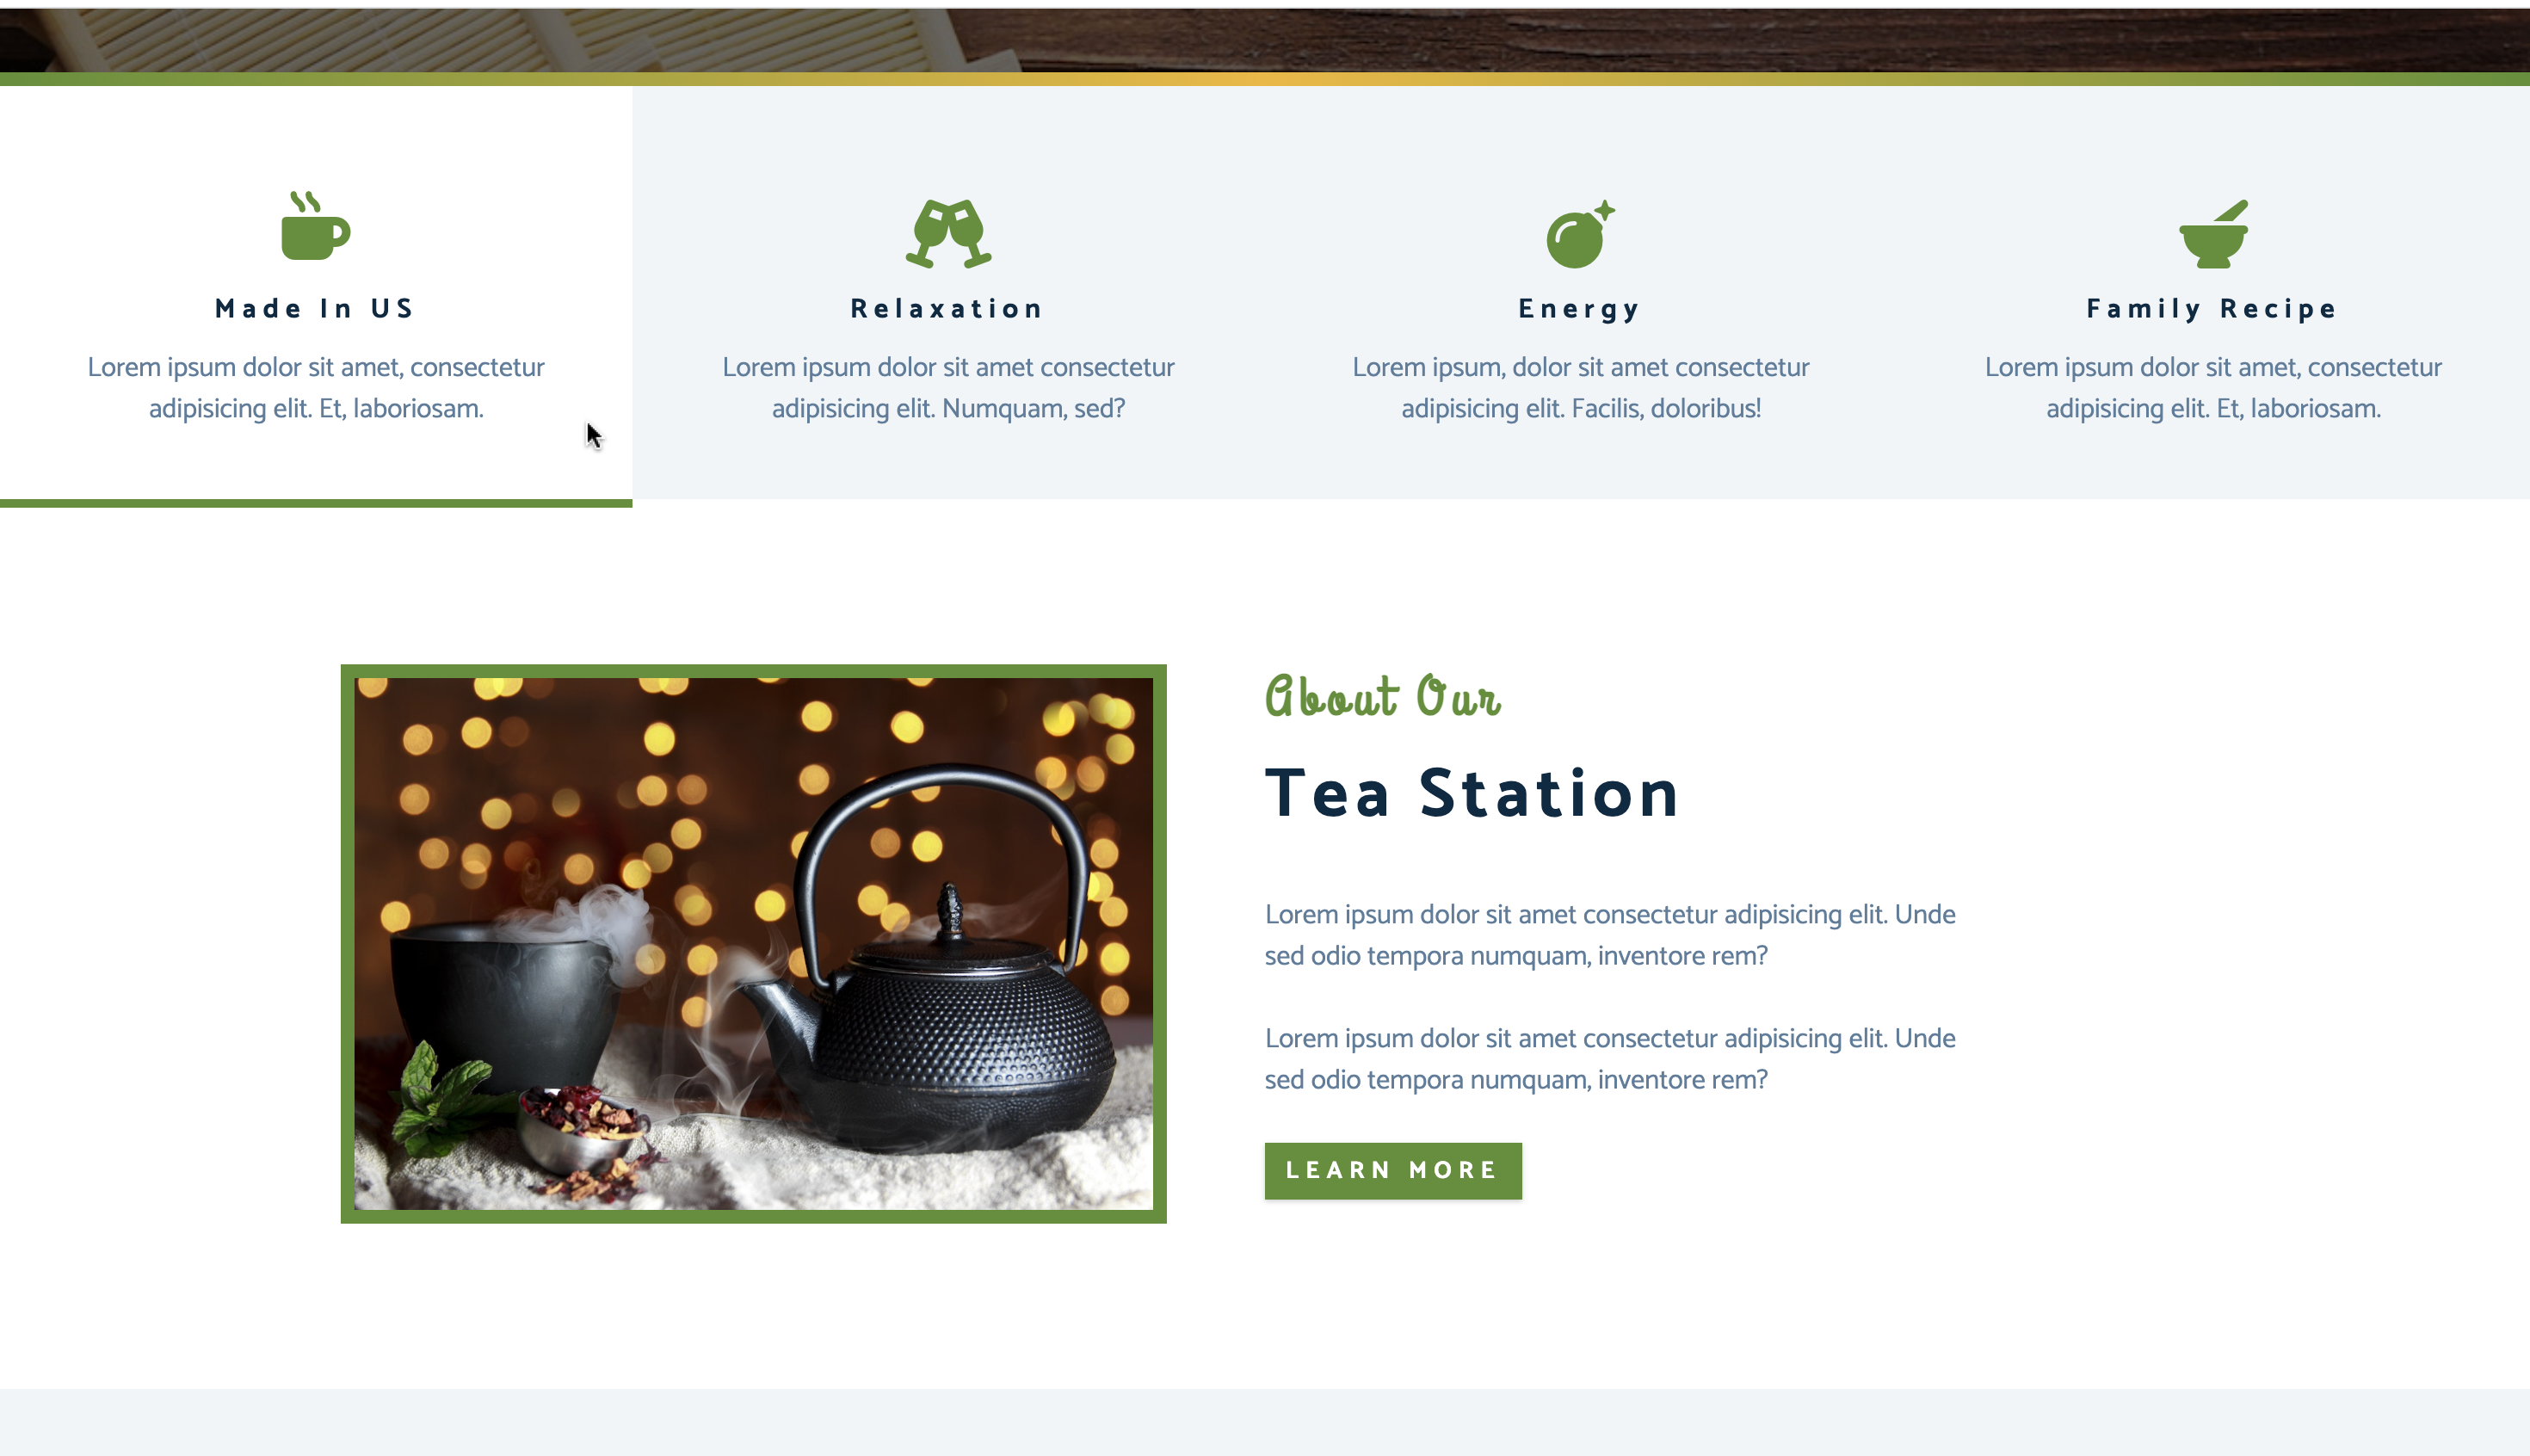 Made In US
Lorem ipsum dolor sit amet, consectetur
adipisicing elit. Et, laboriosam.
Relaxation
Lorem ipsum dolor sit amet consectetur
adipisicing elit. Numquam, sed?
Energy
Lorem ipsum, dolor sit amet consectetur
adipisicing elit. Facilis, doloribus!
Family Recipe
Lorem ipsum dolor sit amet, consectetur
adipisicing elit. Et, laboriosam.
About Our
Tea Station
Lorem ipsum dolor sit amet consectetur adipisicing elit. Unde
sed odio tempora numquam, inventore rem?
Lorem ipsum dolor sit amet consectetur adipisicing elit. Unde
sed odio tempora numquam, inventore rem?
LEARN MORE